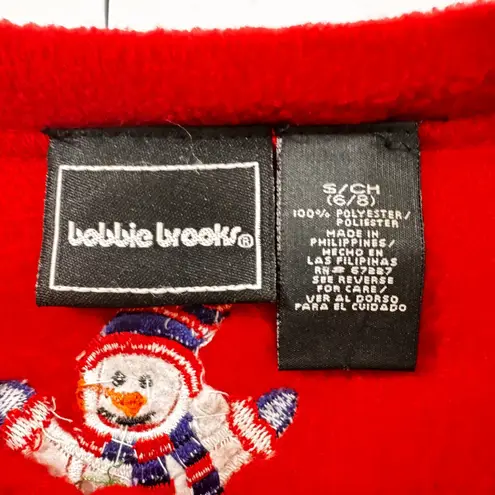 bobbie brooks®
S/CH
(6/8)
100% POLYESTER/
POLIESTER
MADE IN
PHILIPPINES/
HECHO EN
LAS FILIPINAS
RN# 67227
SEE REVERSE
FOR CARE/
VER AL DORSO
PARA EL CUIDADO